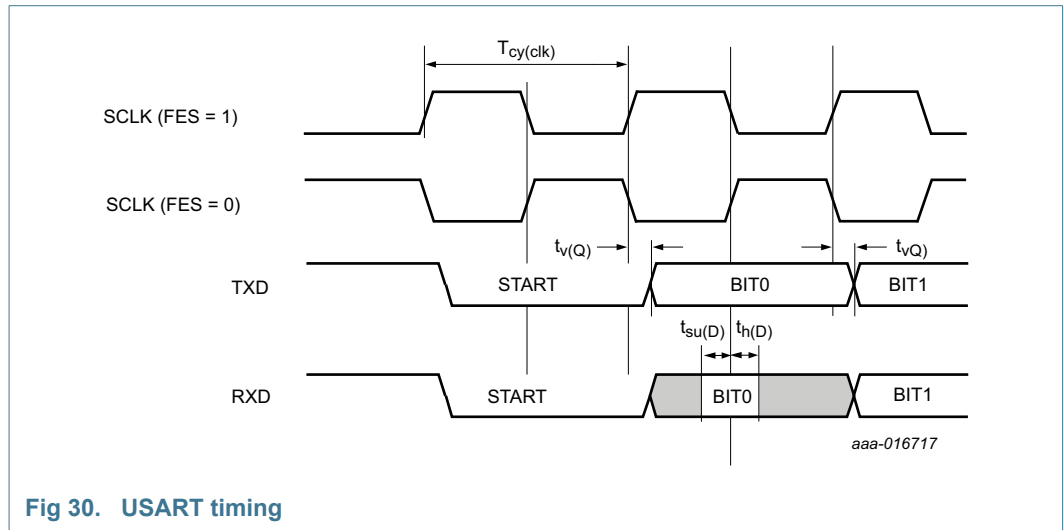 Tcy(clk)
SCLK (FES = 1)
SCLK (FES = 0)
tv(Q)
tvQ)
TXD
START
BIT0
BIT1
tsu(D)
th(D)
RXD
START
BIT0
BIT1
aaa-016717
Fig 30. USART timing